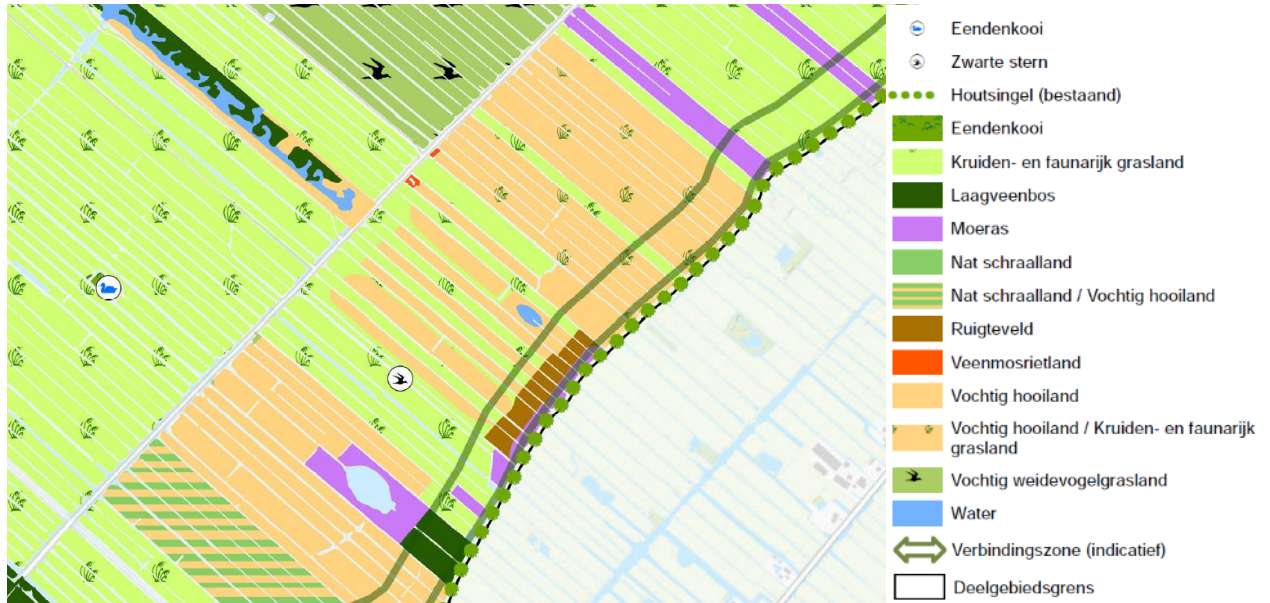 Eendenkooi
Zwarte stern
Houtsingel (bestaand)
Eendenkooi
Kruiden- en faunarijk grasland
Laagveenbos
Moeras
Nat schraalland
Nat schraalland / Vochtig hooiland
Ruigteveld
Veenmosrietland
Vochtig hooiland
Vochtig hooiland / Kruiden- en faunarijk
grasland
Vochtig weidevogelgrasland
Water
Verbindingszone (indicatief)
Deelgebiedsgrens